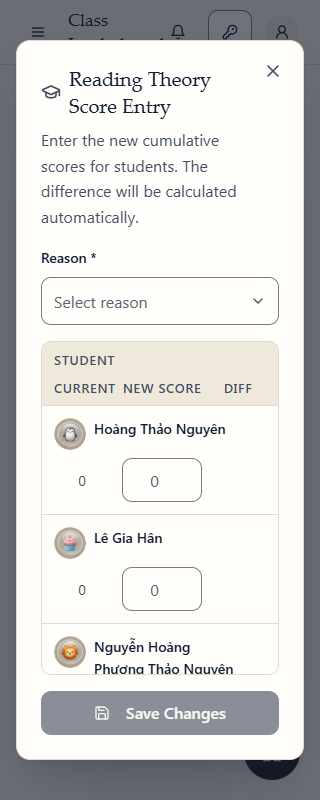 Class
Reading Theory
Score Entry
Enter the new cumulative
scores for students. The
difference will be calculated
automatically.
Reason *
Select reason
STUDENT
CURRENT NEW SCORE DIFF
Hoàng Thảo Nguyên
0 0
Lê Gia Hân
0 0
Nguyễn Hoàng
Phương Thảo Nguyên
Save Changes